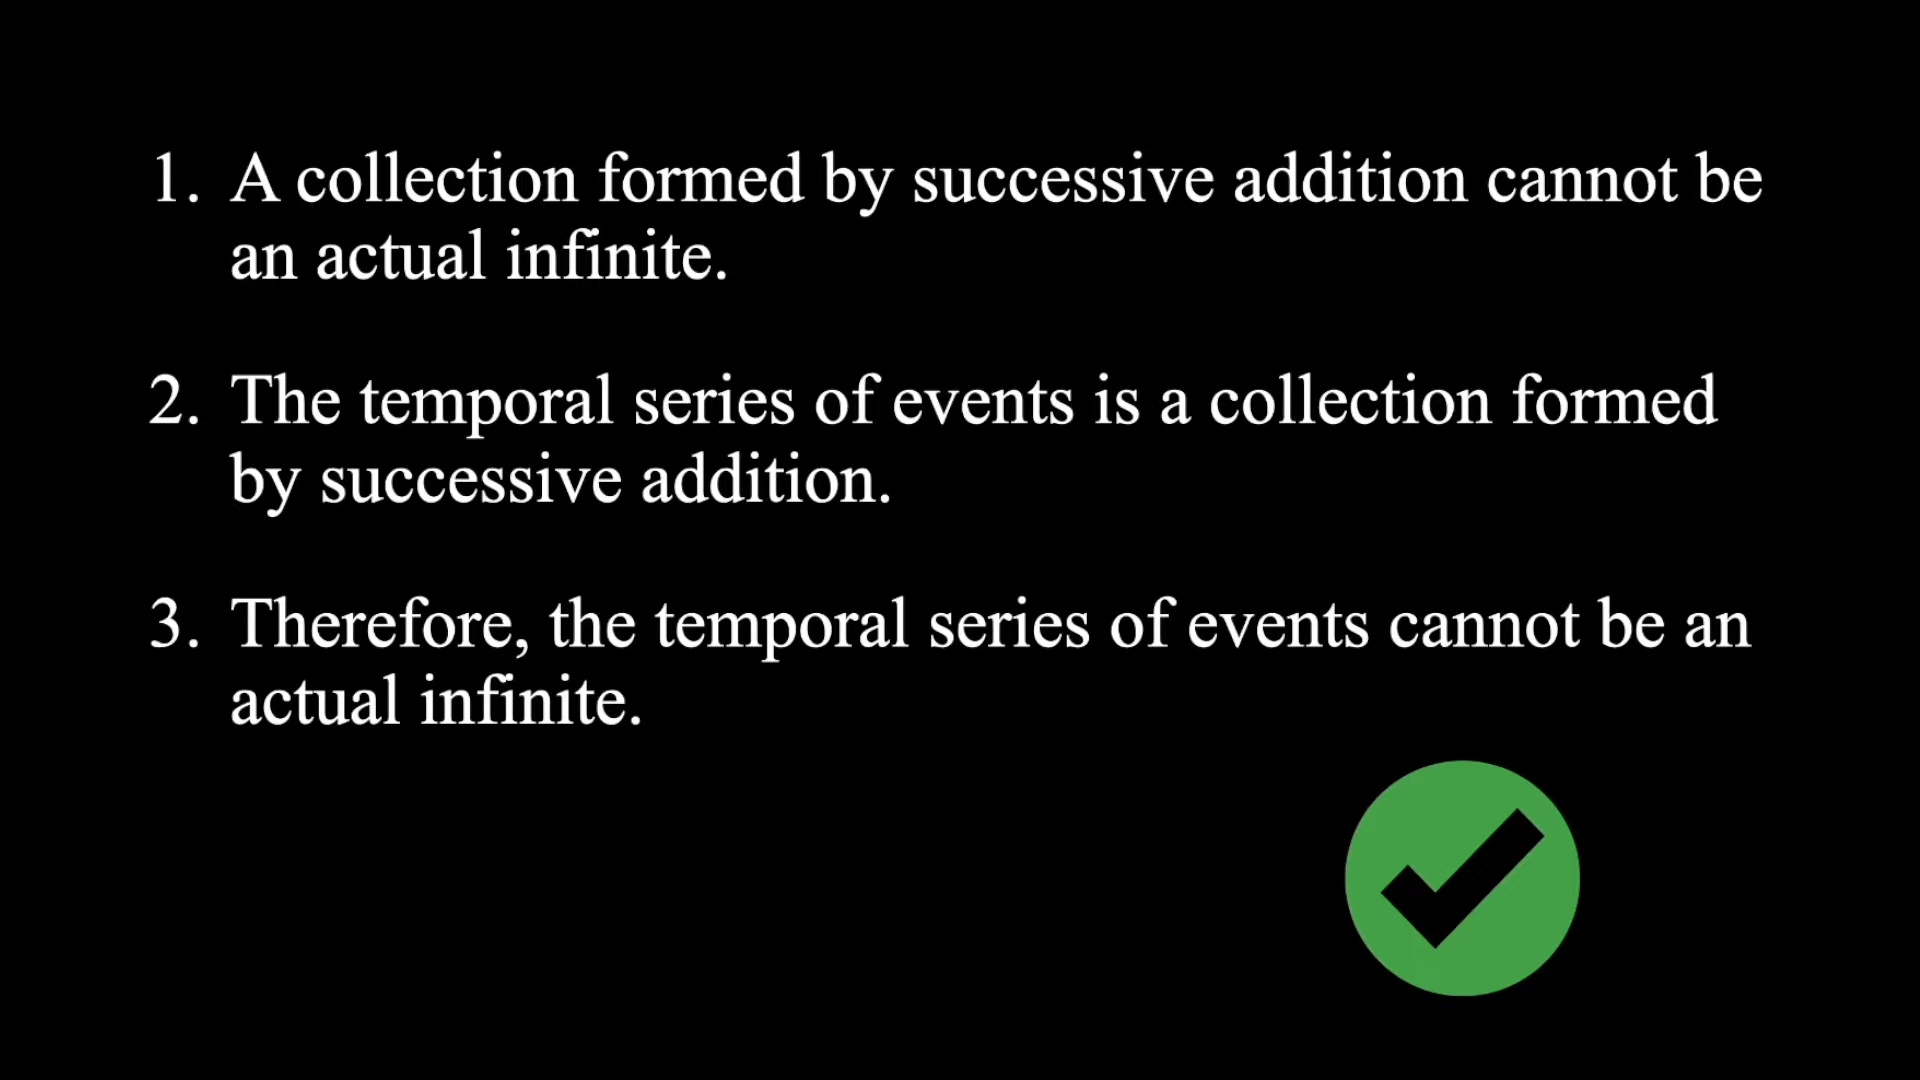 1. A collection formed by successive addition cannot be
an actual infinite.
2. The temporal series of events is a collection formed
by successive addition.
3. Therefore, the temporal series of events cannot be an
actual infinite.